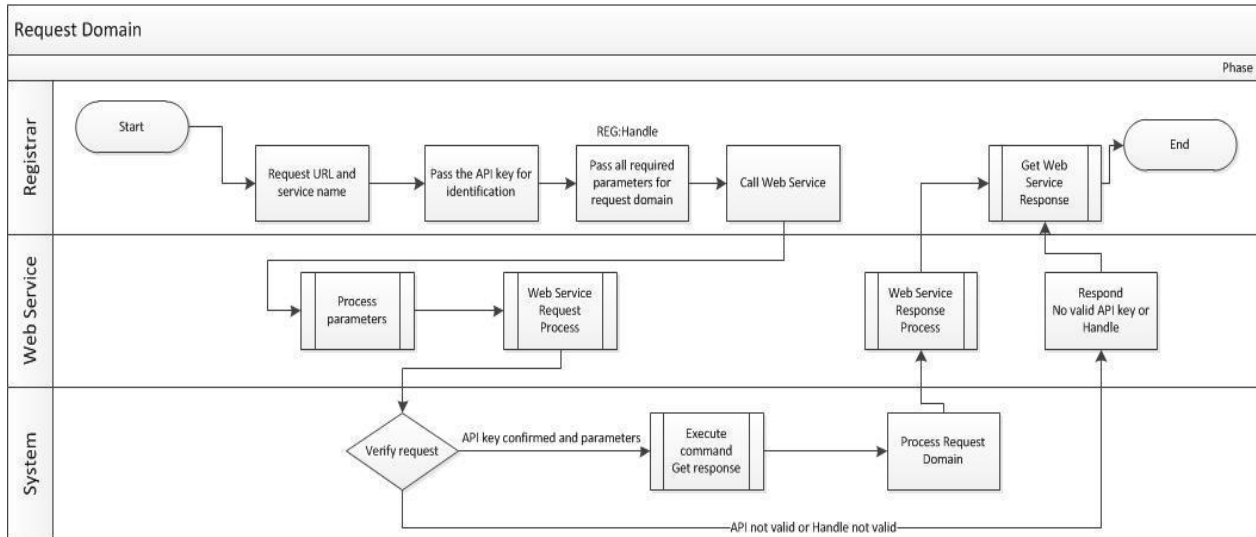 Request Domain
Phase
Registrar
Start
Request URL and
service name
Pass the API key for
identification
REG:Handle
Pass all required
parameters for
request domain
Call Web Service
Get Web
Service
Response
End
Web Service
Process
parameters
Web Service
Request
Process
Web Service
Response
Process
Respond
No valid API key or
Handle
System
Verify request
API key confirmed and parameters
Execute
command
Get response
Process Request
Domain
API not valid or Handle not valid